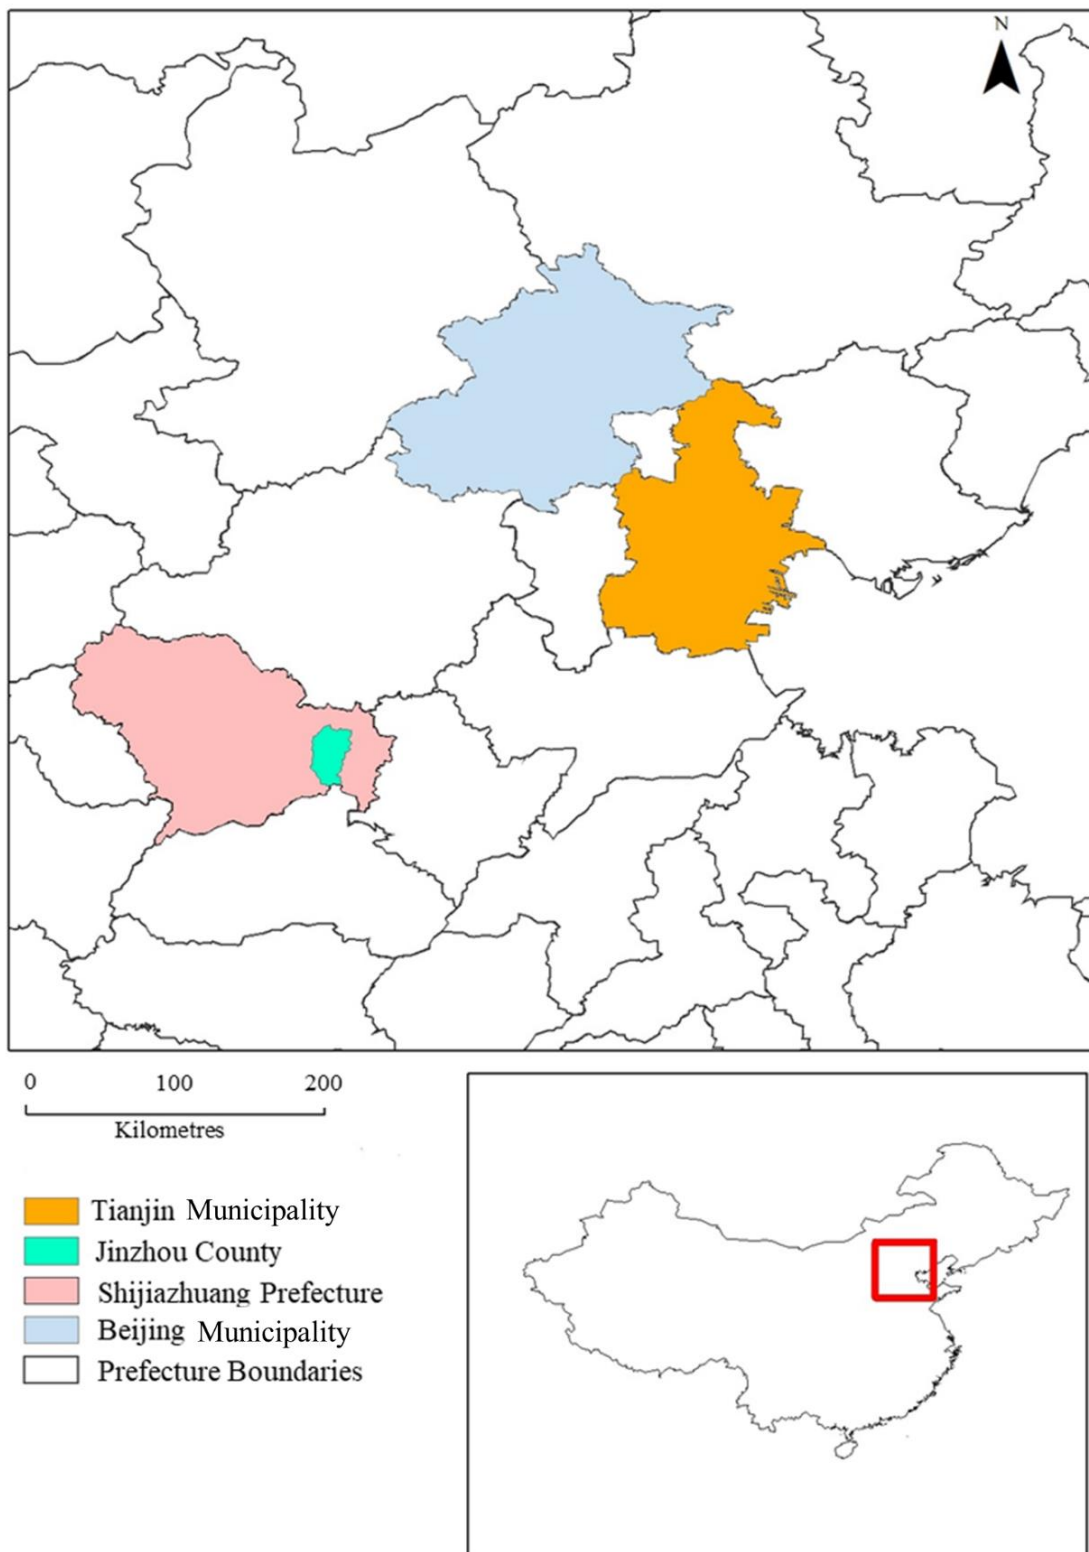 N
0 100 200
Kilometres
Tianjin Municipality
Jinzhou County
Shijiazhuang Prefecture
Beijing Municipality
Prefecture Boundaries